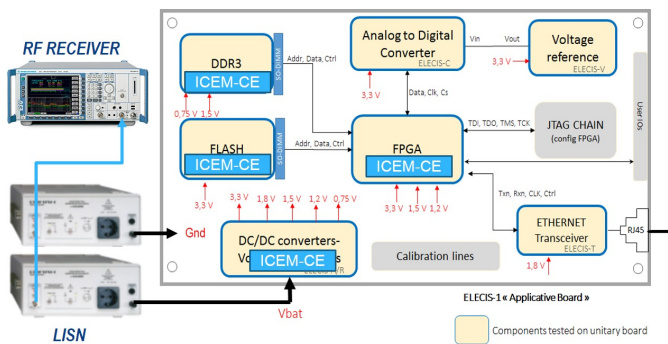 RF RECEIVER
DDR3
ICEM-CE
SO-DIMM
Addr, Data, Ctrl
0,75 V
1,5 V
Analog to Digital
Converter
ELECIS-C
3,3 V
Vin
Vout
Voltage
reference
ELECIS-V
3,3 V
Data, Clk, Cs
FLASH
ICEM-CE
SO-DIMM
Addr, Data, Ctrl
3,3 V
FPGA
ICEM-CE
3,3 V
1,5 V
1,2 V
TDI, TDO, TMS, TCK
JTAG CHAIN
(config FPGA)
User IOs
Txn, Rxn, CLK, Ctrl
3,3 V
1,8 V
1,5 V
1,2 V
0,75 V
Gnd
DC/DC converters-
ICEM-CE
Vbat
Calibration lines
ETHERNET
Transceiver
ELECIS-T
RJ45
1,8 V
LISN
ELECIS-1 « Applicative Board »
Components tested on unitary board